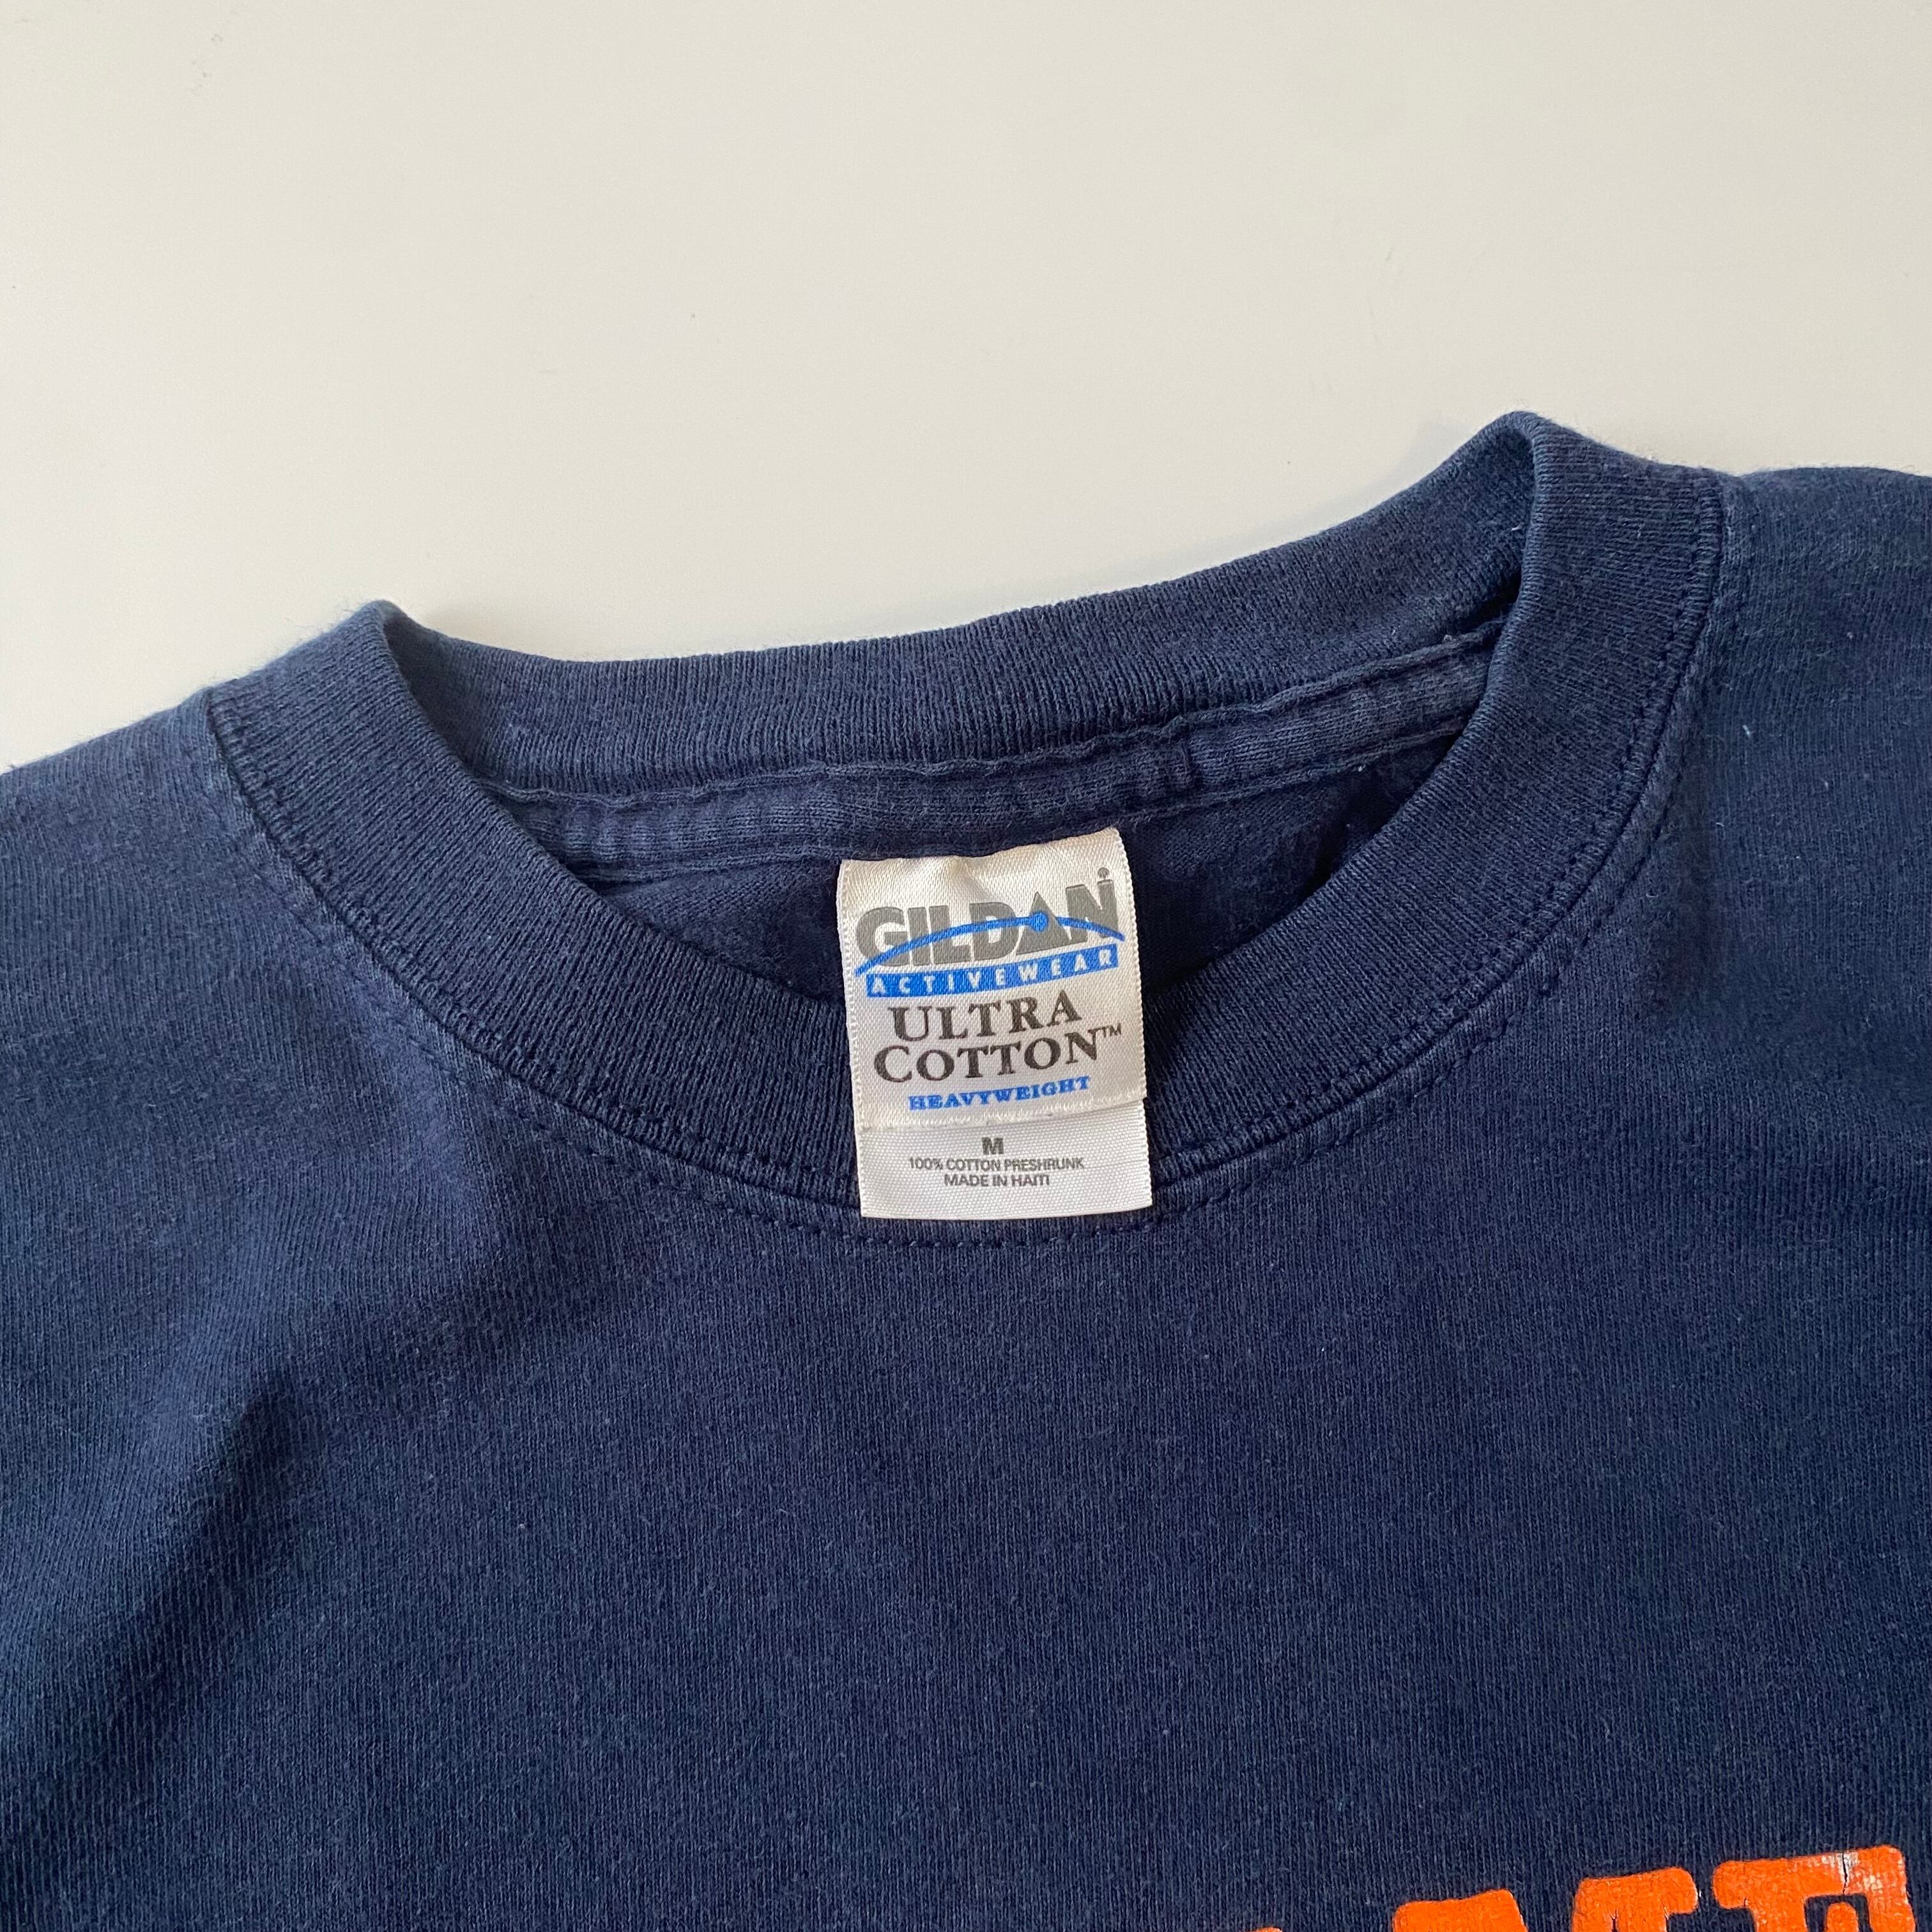 GILDAN
ACTIVEWEAR
ULTRA
COTTON™
HEAVYWEIGHT
M
100% COTTON PRESHRUNK
MADE IN HAITI